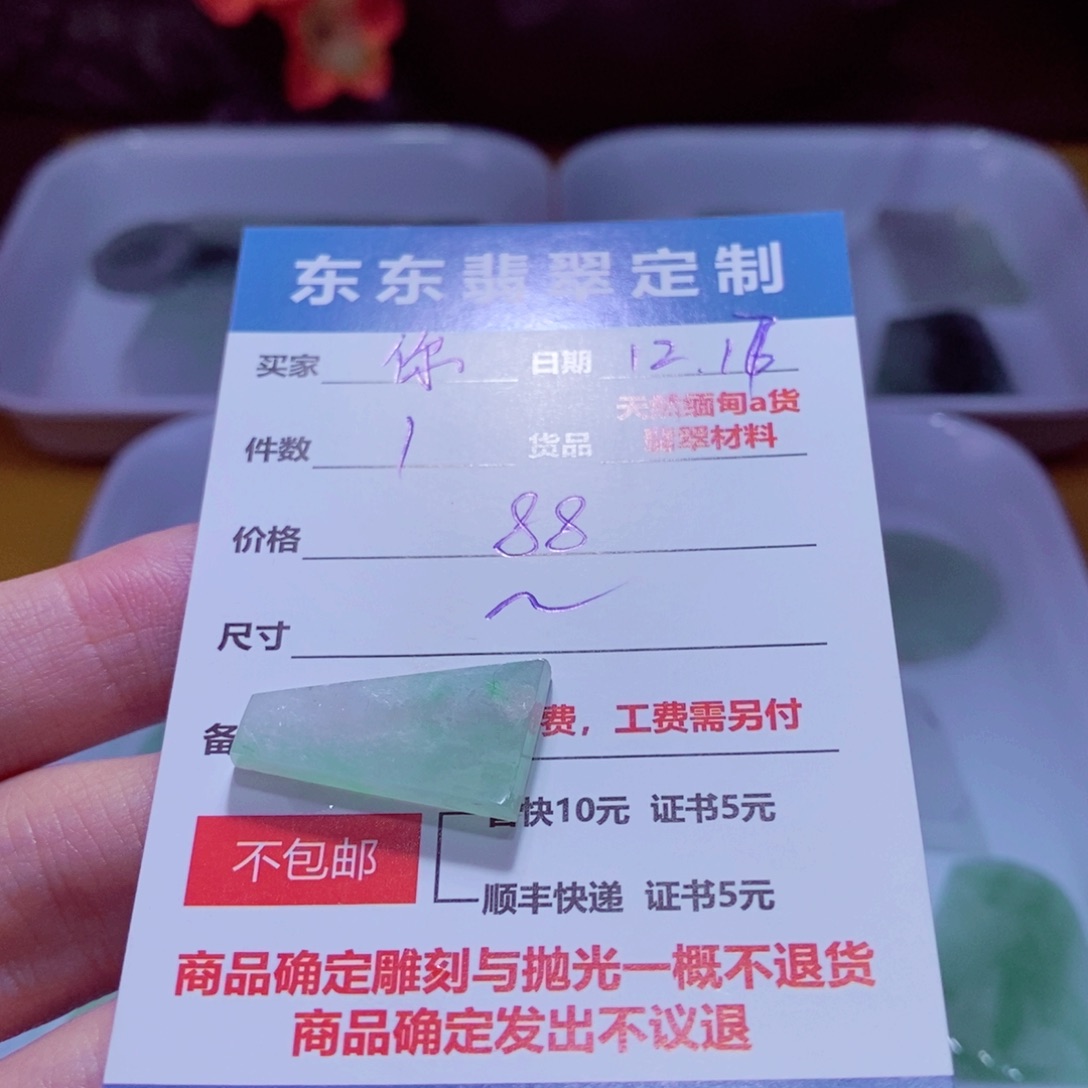 东东翡翠定制
买家 你 日期 12.16
件数 1 货品 天然缅甸a货翡翠材料
价格 88
尺寸 ~
备 费，工费需另付
快10元 证书5元
不包邮
顺丰快递 证书5元
商品确定雕刻与抛光一概不退货
商品确定发出不议退